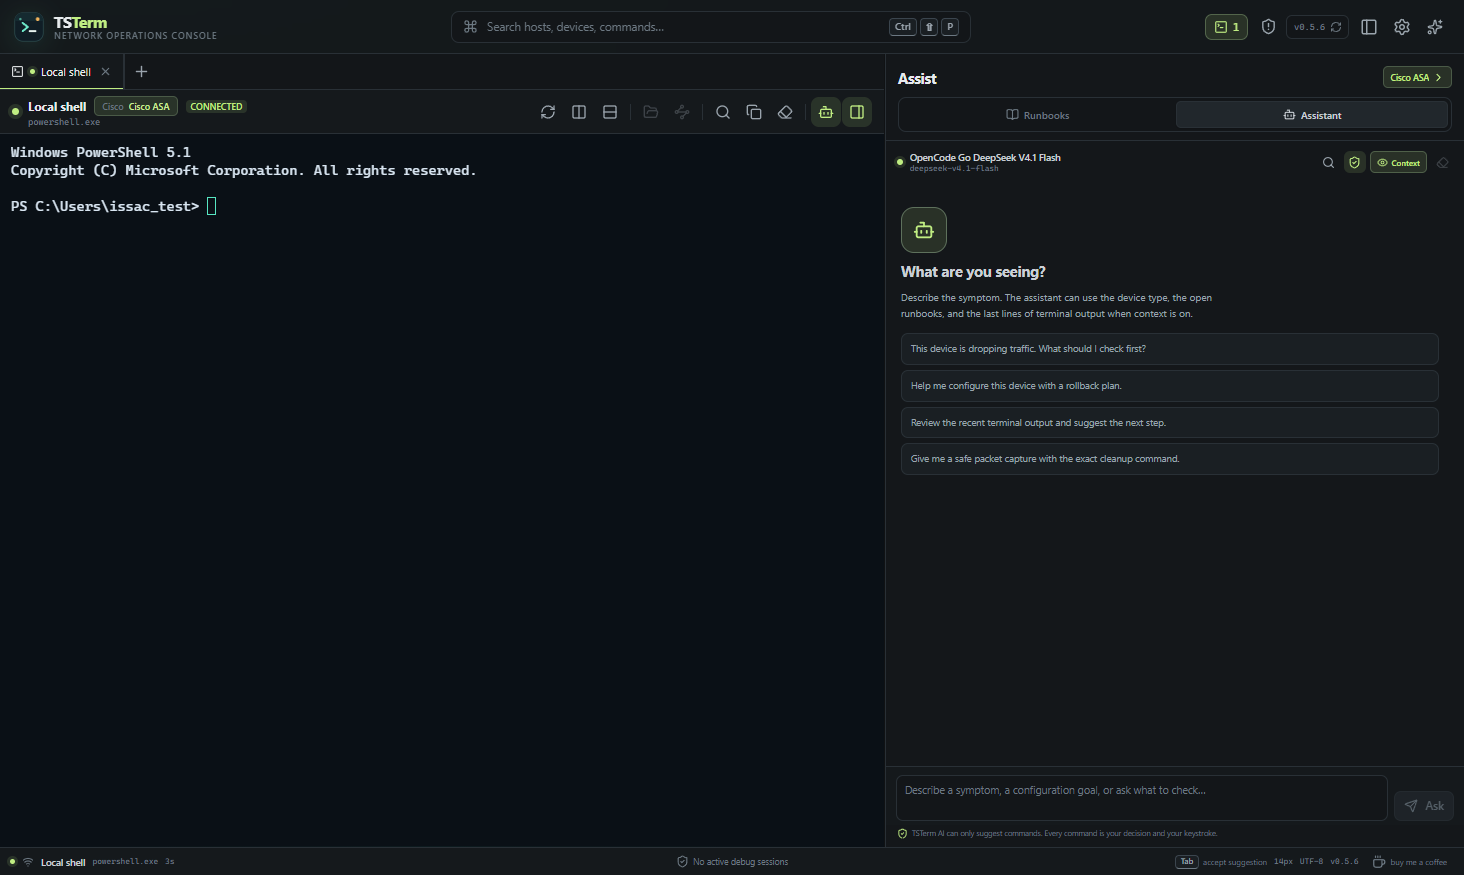 TSTerm
NETWORK OPERATIONS CONSOLE
Search hosts, devices, commands...
Ctrl ⇧ P
1
v0.5.6
Local shell
Local shell
Cisco Cisco ASA
CONNECTED
powershell.exe
Windows PowerShell 5.1
Copyright (C) Microsoft Corporation. All rights reserved.
PS C:\Users\issac_test>
Assist
Cisco ASA
Runbooks
Assistant
OpenCode Go DeepSeek V4.1 Flash
deepseek-v4.1-flash
Context
What are you seeing?
Describe the symptom. The assistant can use the device type, the open
runbooks, and the last lines of terminal output when context is on.
This device is dropping traffic. What should I check first?
Help me configure this device with a rollback plan.
Review the recent terminal output and suggest the next step.
Give me a safe packet capture with the exact cleanup command.
Describe a symptom, a configuration goal, or ask what to check...
Ask
TSTerm AI can only suggest commands. Every command is your decision and your keystroke.
Local shell powershell.exe 3s
No active debug sessions
Tab accept suggestion 14px UTF-8 v0.5.6 buy me a coffee